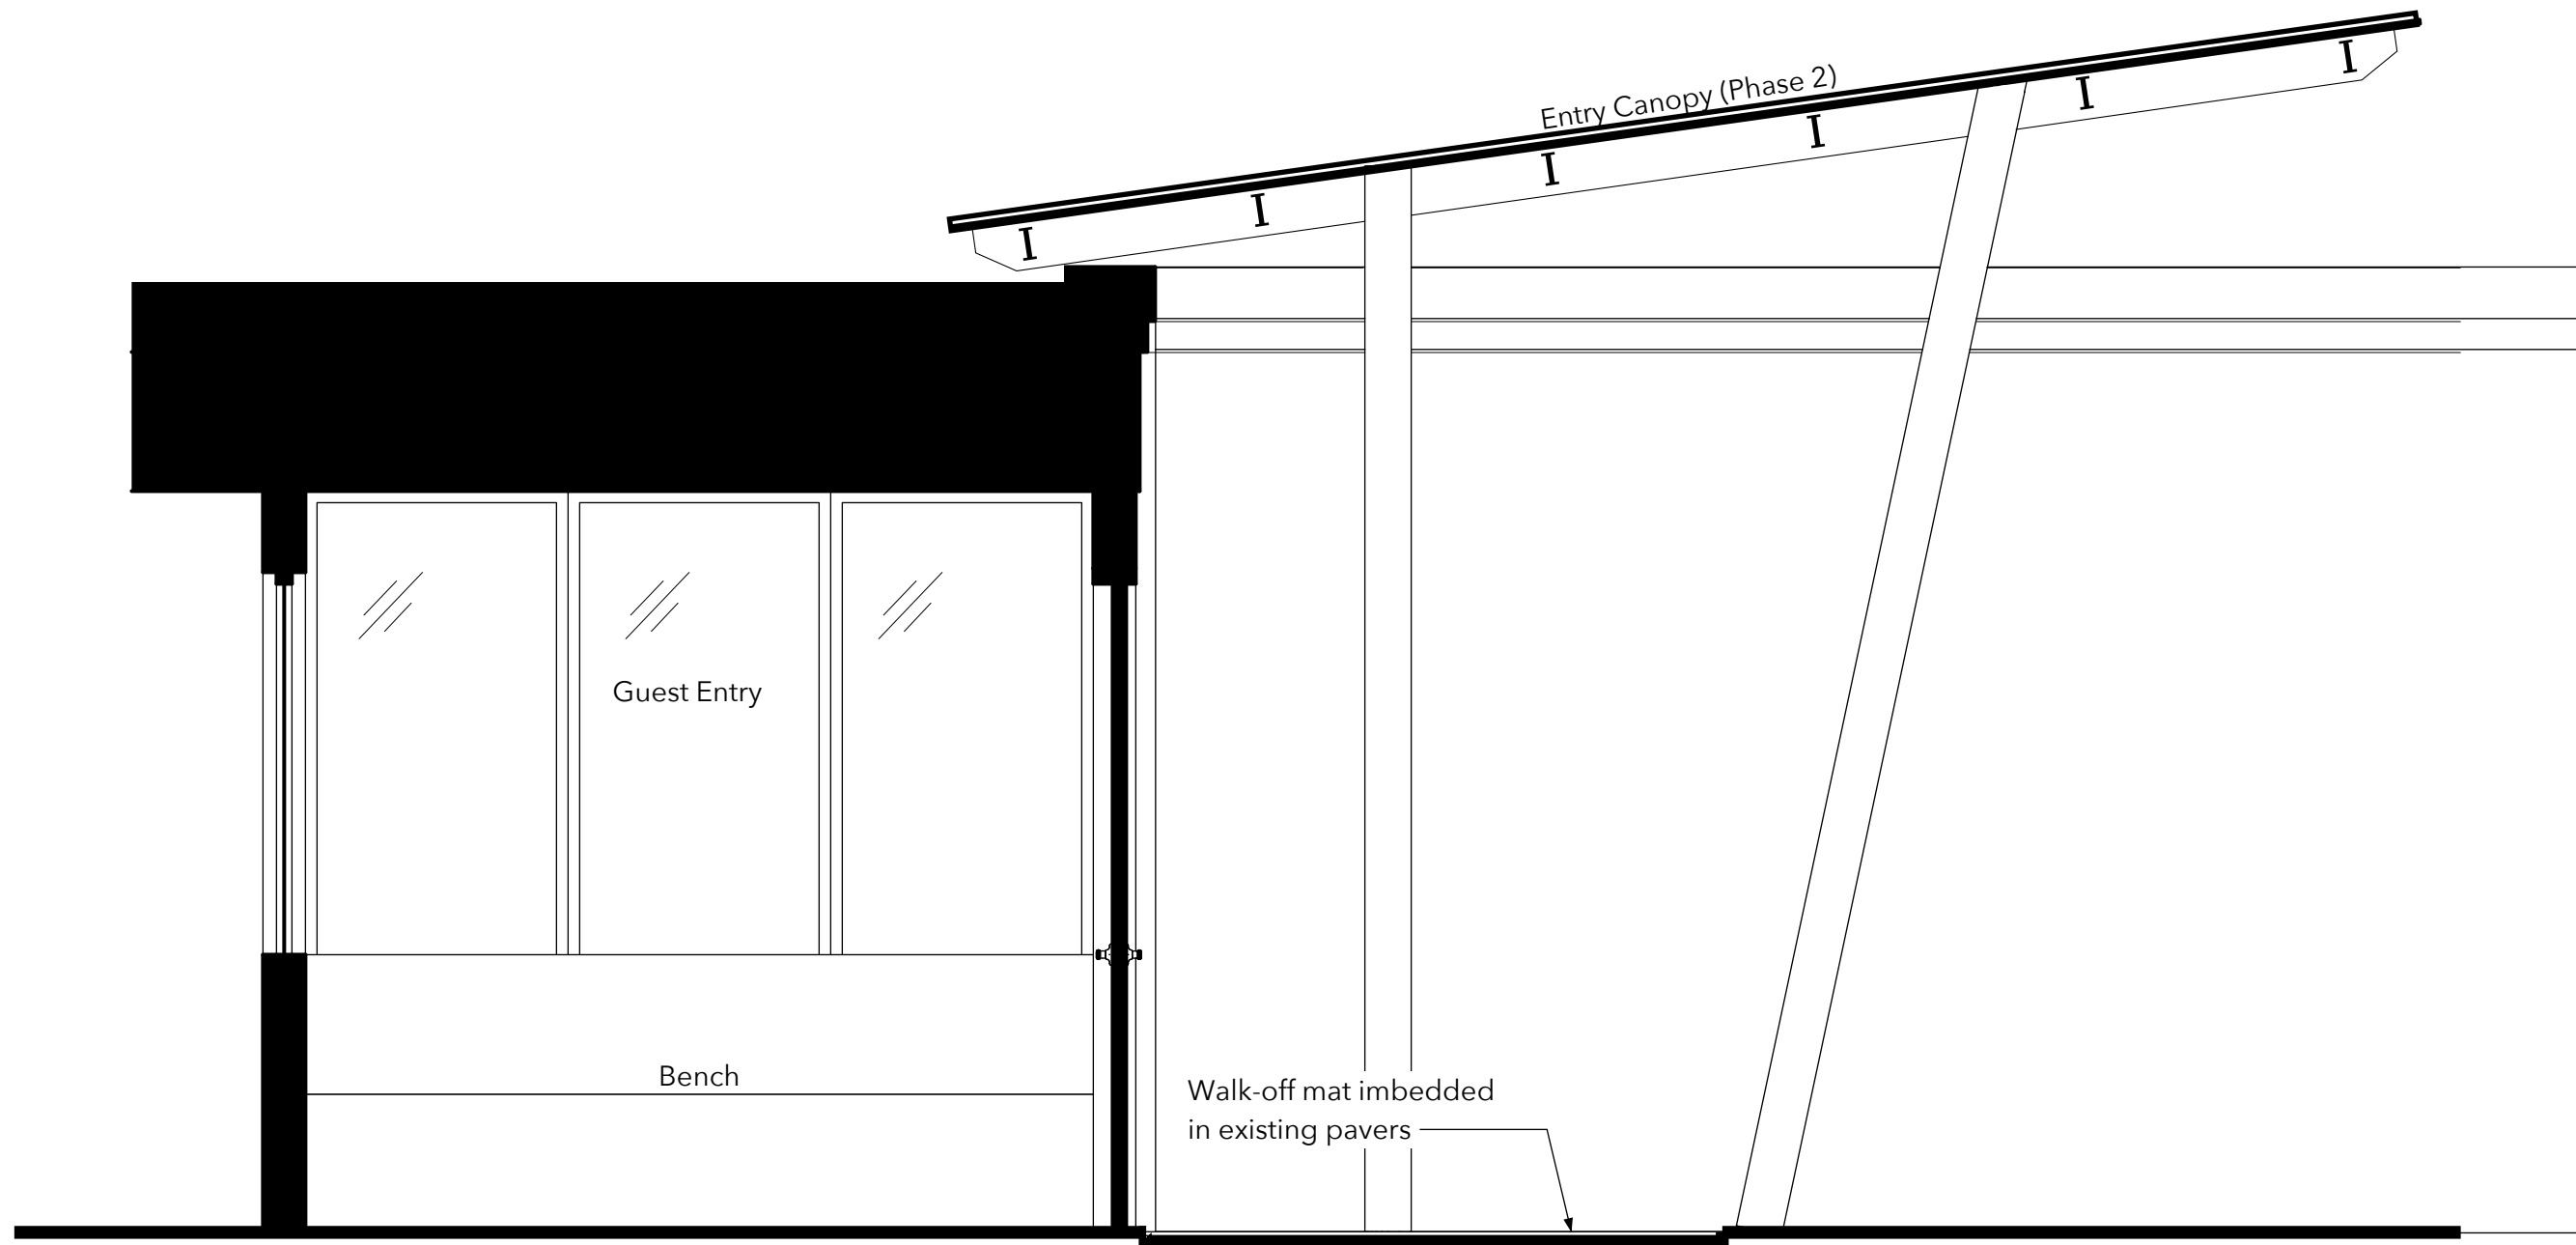 Entry Canopy (Phase 2)
Guest Entry
Bench
Walk-off mat imbedded
in existing pavers